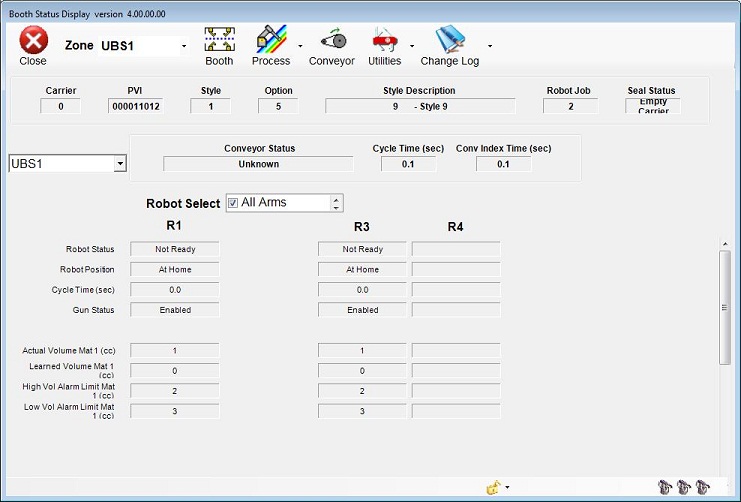 Booth Status Display version 4.00.00.00
Zone UBS1
Close Booth Process Conveyor Utilities Change Log
Carrier PVI Style Option Style Description Robot Job Seal Status
0 000011012 1 5 9 - Style 9 2 Empty
Carrier
Conveyor Status Cycle Time (sec) Conv Index Time (sec)
UBS1 Unknown 0.1 0.1
Robot Select All Arms
R1 R3 R4
Robot Status Not Ready Not Ready
Robot Position At Home At Home
Cycle Time (sec) 0.0 0.0
Gun Status Enabled Enabled
Actual Volume Mat 1 (cc) 1 1
Learned Volume Mat 1
(cc) 0 0
High Vol Alarm Limit Mat
1 (cc) 2 2
Low Vol Alarm Limit Mat
1 (cc) 3 3